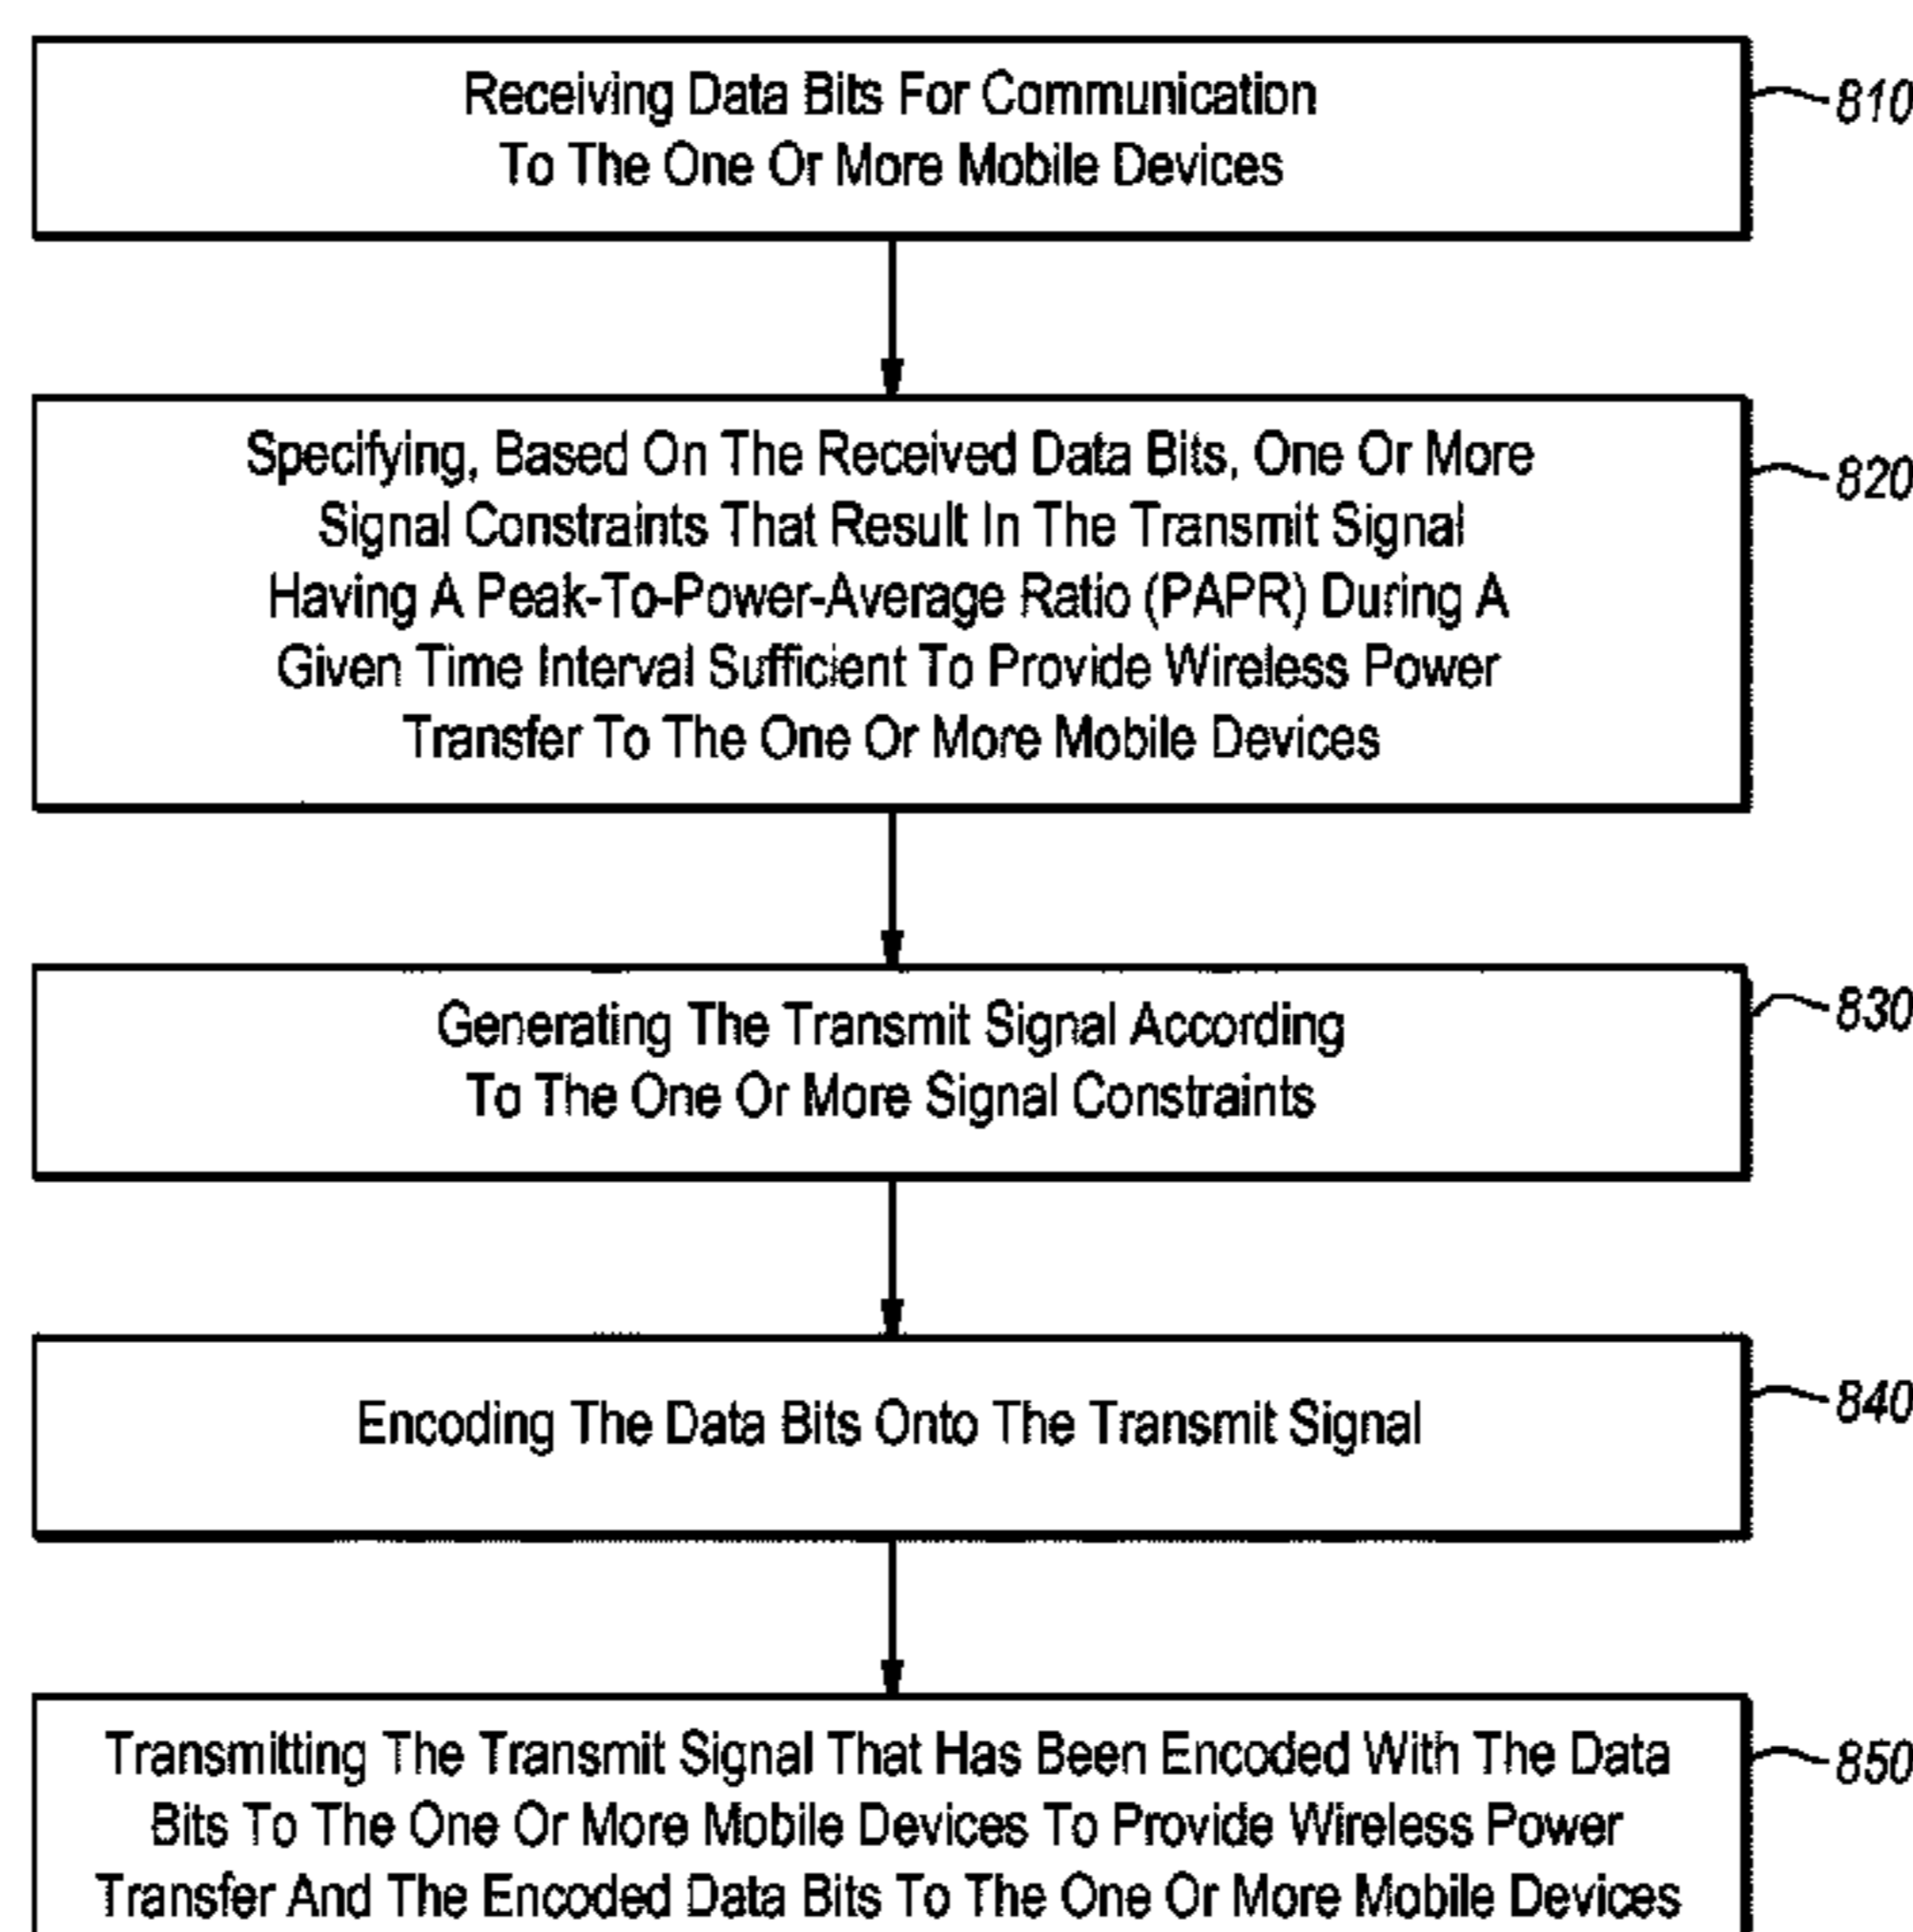 Receiving Data Bits For Communication
To The One Or More Mobile Devices
810
Specifying, Based On The Received Data Bits, One Or More
Signal Constraints That Result In The Transmit Signal
Having A Peak-To-Power-Average Ratio (PAPR) During A
Given Time Interval Sufficient To Provide Wireless Power
Transfer To The One Or More Mobile Devices
820
Generating The Transmit Signal According
To The One Or More Signal Constraints
830
Encoding The Data Bits Onto The Transmit Signal
840
Transmitting The Transmit Signal That Has Been Encoded With The Data
Bits To The One Or More Mobile Devices To Provide Wireless Power
Transfer And The Encoded Data Bits To The One Or More Mobile Devices
850